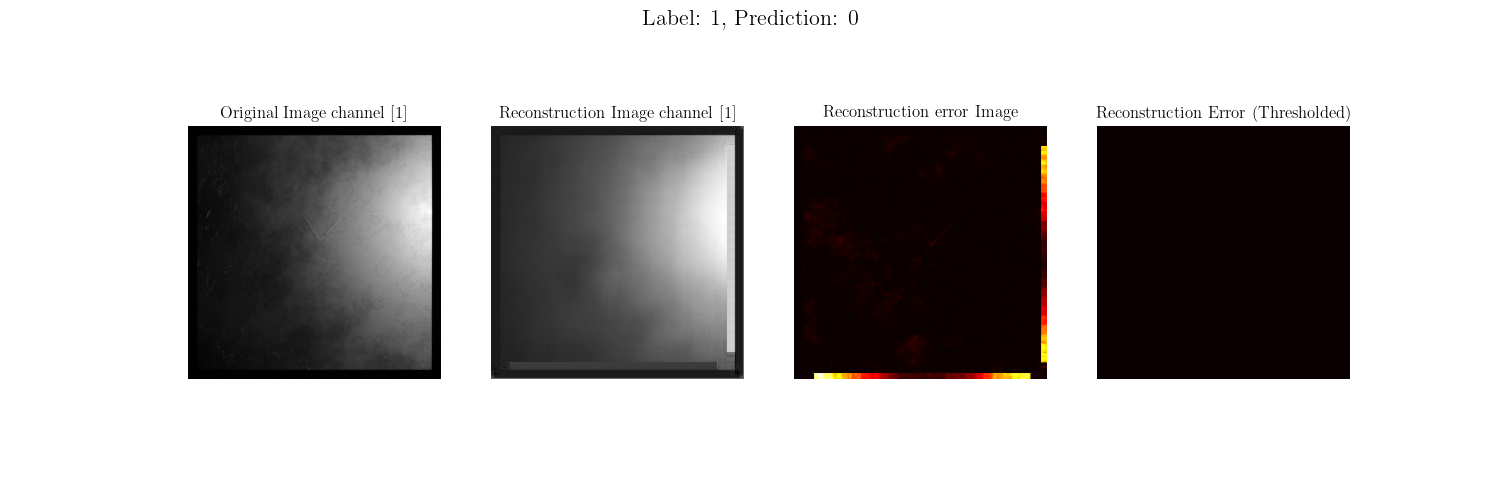 Label: 1, Prediction: 0
Original Image channel [1]
Reconstruction Image channel [1]
Reconstruction error Image
Reconstruction Error (Thresholded)